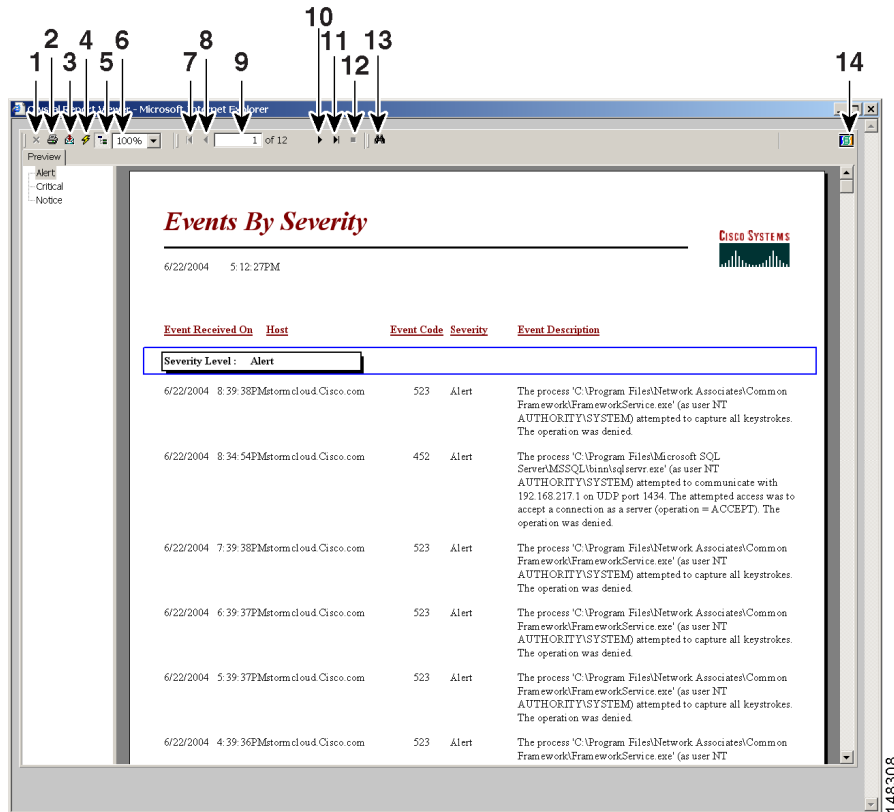 10
2 4 6 8 11 13
1 3 5 7 9 12 14
Crystal Report Viewer - Microsoft Internet Explorer
100% 1 of 12
Preview
Alert
Critical
Notice
Events By Severity
CISCO SYSTEMS
6/22/2004 5:12:27PM
Event Received On Host Event Code Severity Event Description
Severity Level : Alert
6/22/2004 8:39:38PMstormcloud.Cisco.com 523 Alert The process 'C:\Program Files\Network Associates\Common
Framework\FrameworkService.exe' (as user NT
AUTHORITY\SYSTEM) attempted to capture all keystrokes.
The operation was denied.
6/22/2004 8:34:54PMstormcloud.Cisco.com 452 Alert The process 'C:\Program Files\Microsoft SQL
Server\MSSQL\binn\sqlservr.exe' (as user NT
AUTHORITY\SYSTEM) attempted to communicate with
192.168.217.1 on UDP port 1434. The attempted access was to
accept a connection as a server (operation = ACCEPT). The
operation was denied.
6/22/2004 7:39:38PMstormcloud.Cisco.com 523 Alert The process 'C:\Program Files\Network Associates\Common
Framework\FrameworkService.exe' (as user NT
AUTHORITY\SYSTEM) attempted to capture all keystrokes.
The operation was denied.
6/22/2004 6:39:37PMstormcloud.Cisco.com 523 Alert The process 'C:\Program Files\Network Associates\Common
Framework\FrameworkService.exe' (as user NT
AUTHORITY\SYSTEM) attempted to capture all keystrokes.
The operation was denied.
6/22/2004 5:39:37PMstormcloud.Cisco.com 523 Alert The process 'C:\Program Files\Network Associates\Common
Framework\FrameworkService.exe' (as user NT
AUTHORITY\SYSTEM) attempted to capture all keystrokes.
The operation was denied.
6/22/2004 4:39:36PMstormcloud.Cisco.com 523 Alert The process 'C:\Program Files\Network Associates\Common
Framework\FrameworkService.exe' (as user NT
148308